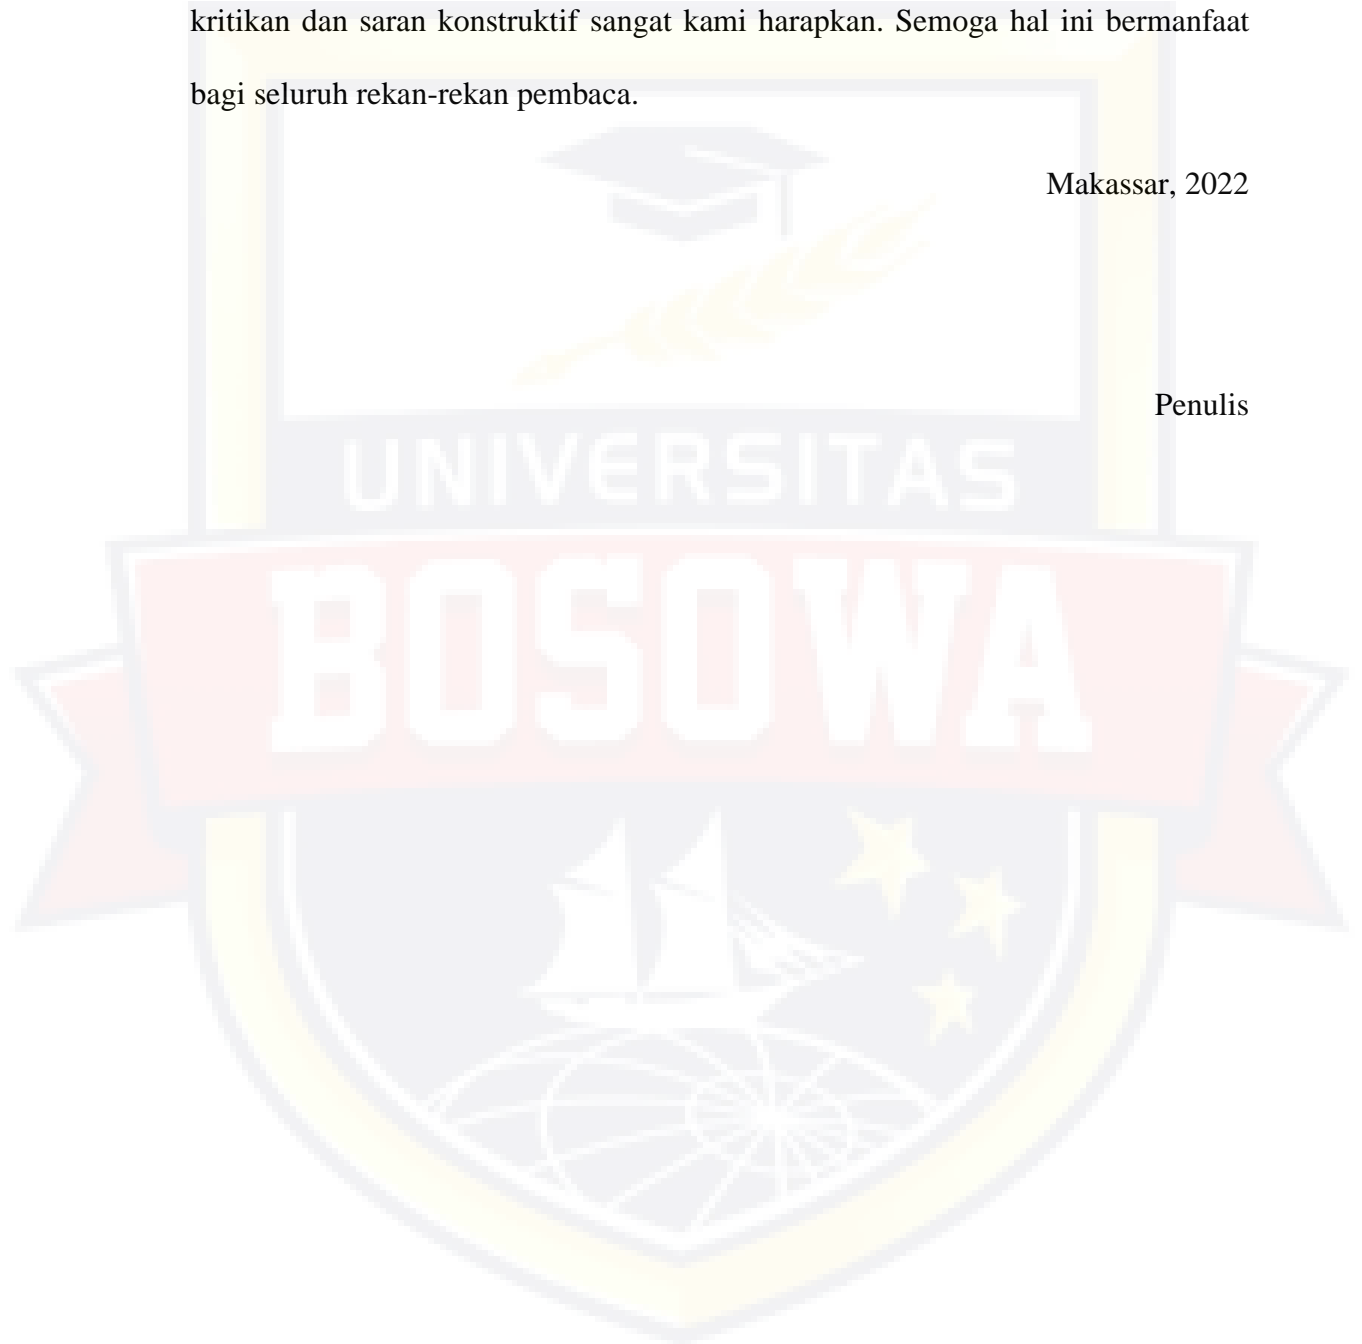 kritikan dan saran konstruktif sangat kami harapkan. Semoga hal ini bermanfaat
bagi seluruh rekan-rekan pembaca.
Makassar, 2022
Penulis
UNIVERSITAS
BOSOWA